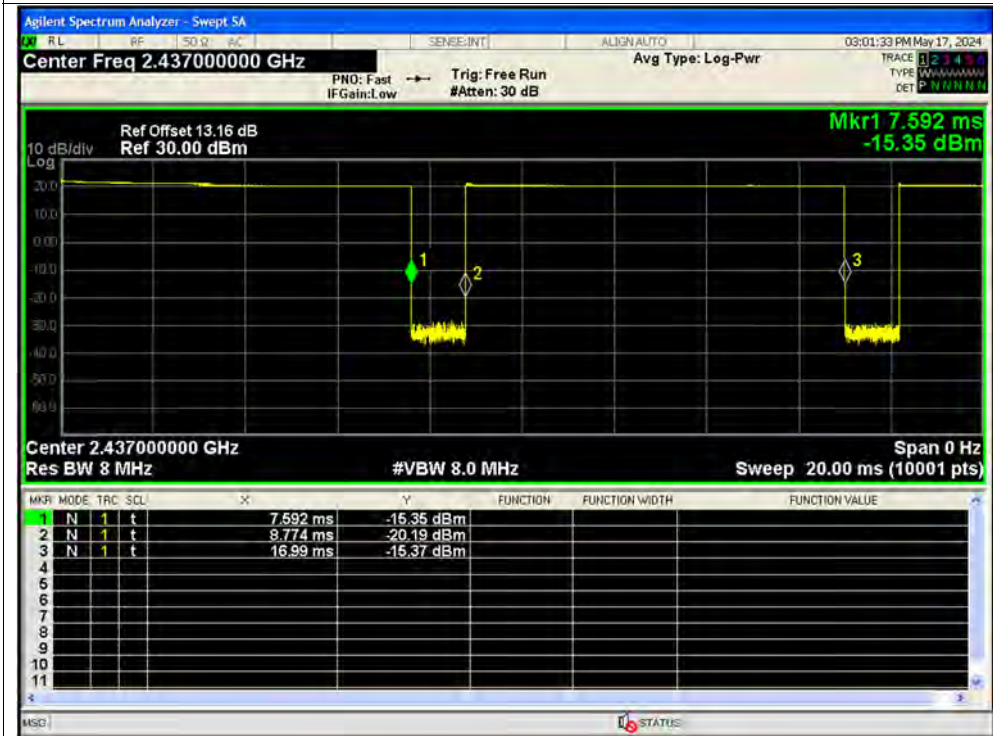 Agilent Spectrum Analyzer - Swept SA
RL RF 50 Ω AC SENSE:INT ALIGN AUTO 03:01:33 PM May 17, 2024
Center Freq 2.437000000 GHz Avg Type: Log-Pwr TRACE 1 2 3 4 5 6
PNO: Fast Trig: Free Run TYPE WWWWWW
IFGain:Low #Atten: 30 dB DET P N N N N N
Mkr1 7.592 ms
Ref Offset 13.16 dB
10 dB/div Ref 30.00 dBm -15.35 dBm
Log
20.0
10.0
0.00
-10.0
-20.0
-30.0
-40.0
-50.0
-60.0
1
2
3
Center 2.437000000 GHz Span 0 Hz
Res BW 8 MHz #VBW 8.0 MHz Sweep 20.00 ms (10001 pts)
MKR MODE TRC SCL X Y FUNCTION FUNCTION WIDTH FUNCTION VALUE
1 N 1 t 7.592 ms -15.35 dBm
2 N 1 t 8.774 ms -20.19 dBm
3 N 1 t 16.99 ms -15.37 dBm
4
5
6
7
8
9
10
11
MSG STATUS